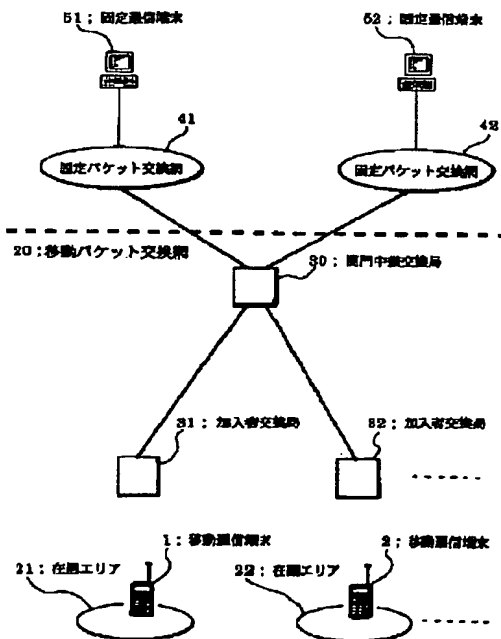 51；固定通信端末
52；固定通信端末
41
42
固定パケット交換網
固定パケット交換網
20；移動パケット交換網
30；関門中継交換局
31；加入者交換局
32；加入者交換局
1；移動通信端末
2；移動通信端末
21；在圏エリア
22；在圏エリア